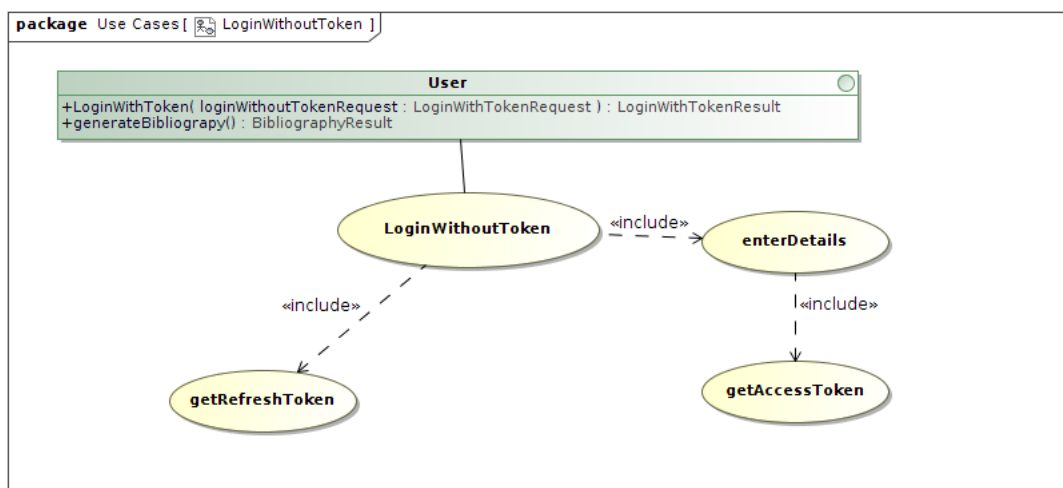 package Use Cases[ LoginWithoutToken ]
User
+LoginWithToken( loginWithoutTokenRequest : LoginWithTokenRequest ) : LoginWithTokenResult
+generateBibliograpy() : BibliographyResult
LoginWithoutToken
«include»
enterDetails
«include»
«include»
getRefreshToken
getAccessToken